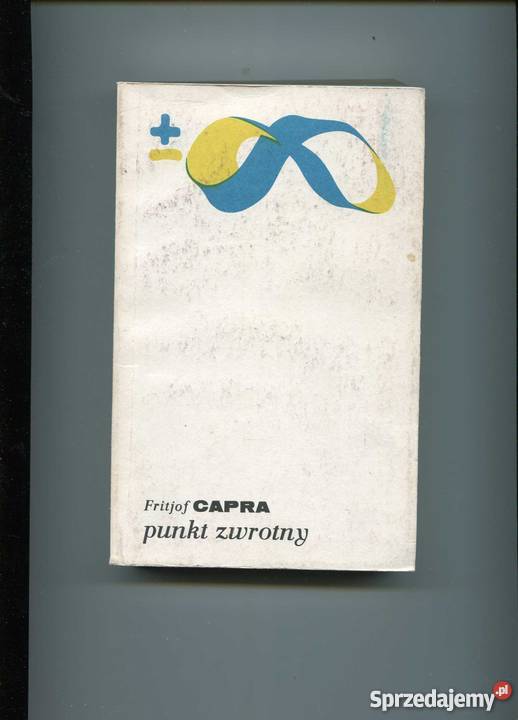 ±∞
Fritjof CAPRA
punkt zwrotny
Sprzedajemy.pl